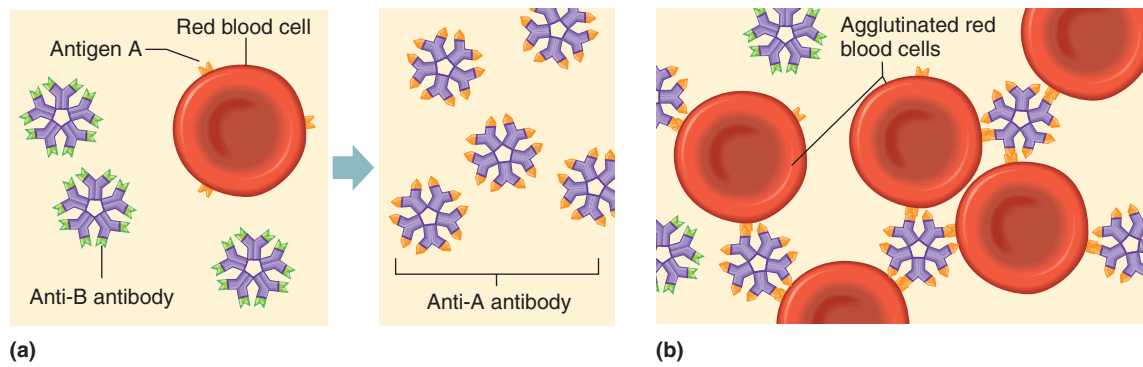 Antigen A
Red blood cell
Anti-B antibody
Anti-A antibody
(a)
Agglutinated red
blood cells
(b)